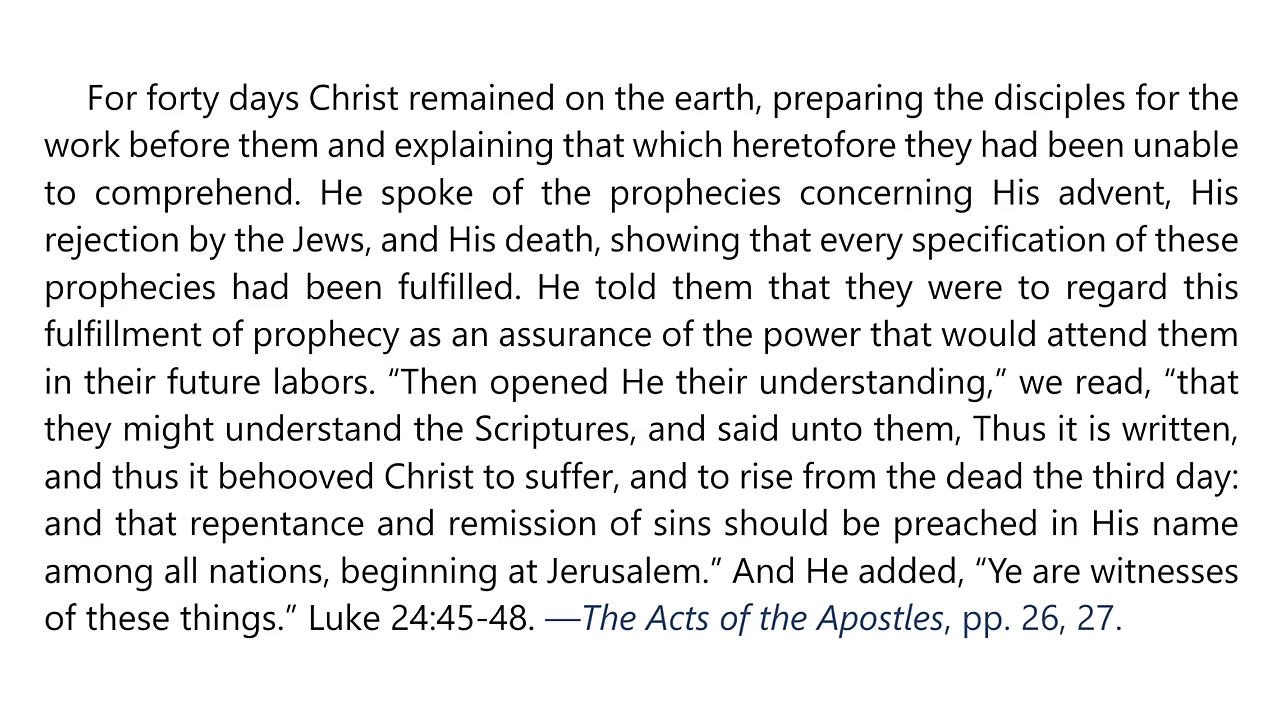 For forty days Christ remained on the earth, preparing the disciples for the
work before them and explaining that which heretofore they had been unable
to comprehend. He spoke of the prophecies concerning His advent, His
rejection by the Jews, and His death, showing that every specification of these
prophecies had been fulfilled. He told them that they were to regard this
fulfillment of prophecy as an assurance of the power that would attend them
in their future labors. “Then opened He their understanding,” we read, “that
they might understand the Scriptures, and said unto them, Thus it is written,
and thus it behooved Christ to suffer, and to rise from the dead the third day:
and that repentance and remission of sins should be preached in His name
among all nations, beginning at Jerusalem.” And He added, “Ye are witnesses
of these things.” Luke 24:45-48. —The Acts of the Apostles, pp. 26, 27.